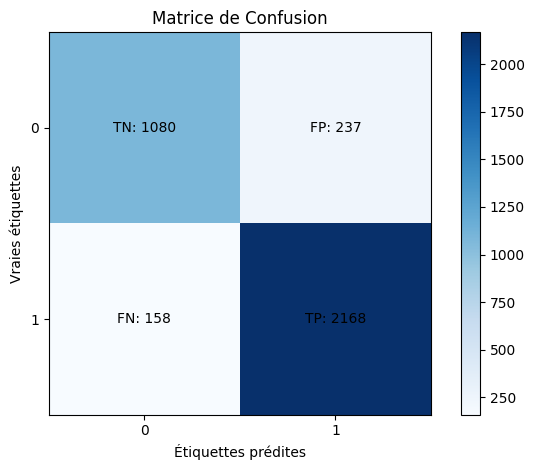 Matrice de Confusion
2000
1750
1500
1250
1000
750
500
250
Vraies étiquettes
0
TN: 1080
FP: 237
1
FN: 158
TP: 2168
0
1
Étiquettes prédites